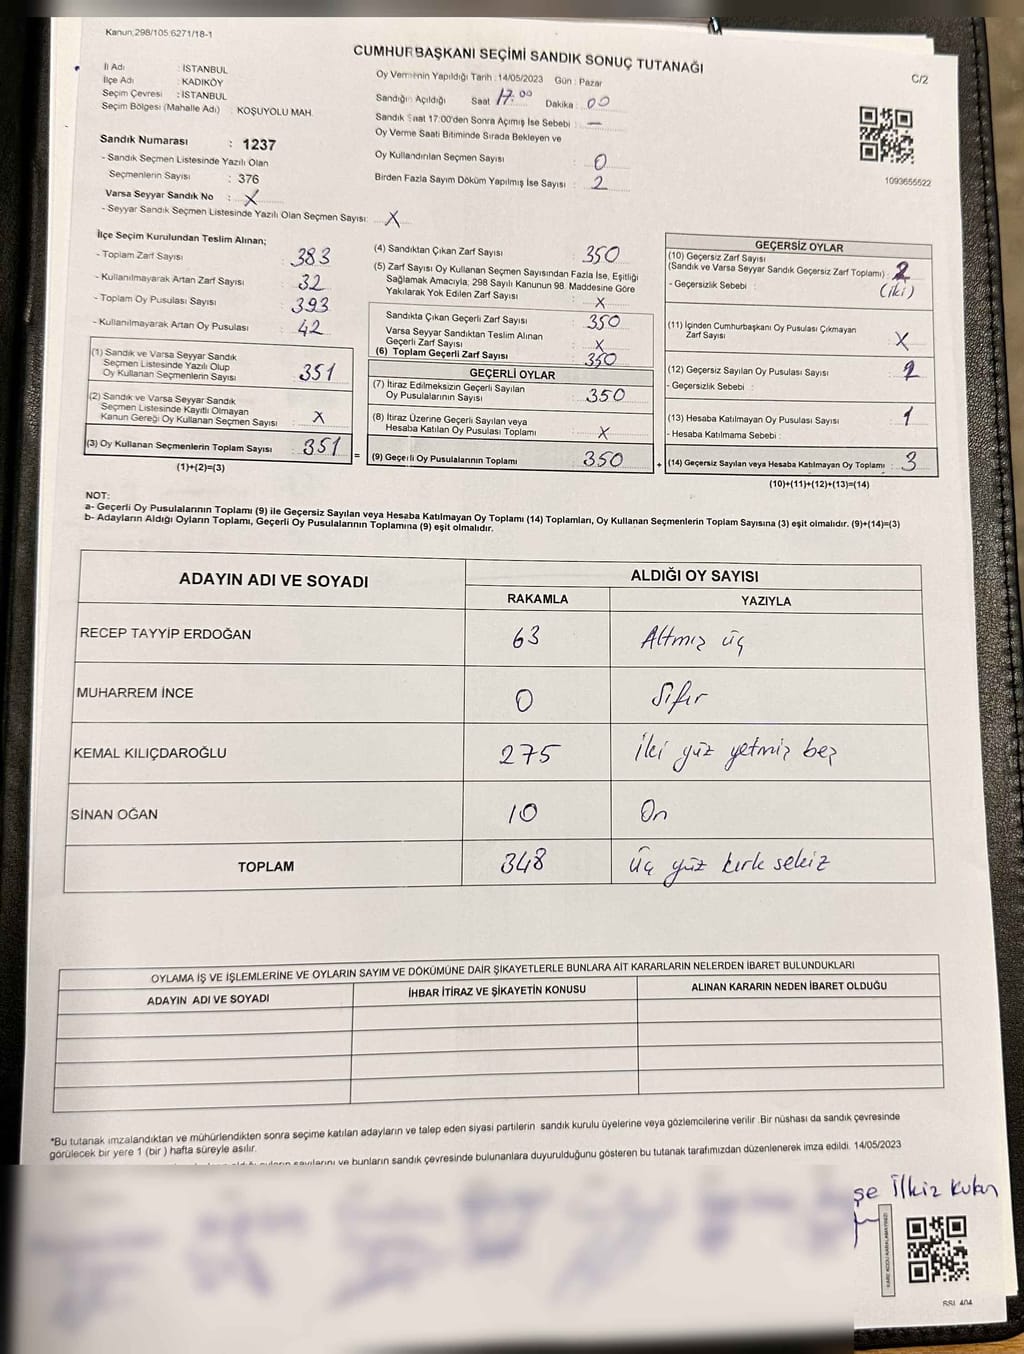 Kanun,298/105,6271/18-1
CUMHURBAŞKANI SEÇİMİ SANDIK SONUÇ TUTANAĞI
C/2
İl Adı : İSTANBUL
İlçe Adı : KADIKÖY
Seçim Çevresi : İSTANBUL
Seçim Bölgesi (Mahalle Adı) : KOŞUYOLU MAH.
Oy Vermenin Yapıldığı Tarih : 14/05/2023 Gün : Pazar
Sandığın Açıldığı Saat 17:00 Dakika : 00
Sandık Saat 17:00'den Sonra Açmış İse Sebebi : —
Oy Verme Saati Bitiminde Sırada Bekleyen ve
Oy Kullandırılan Seçmen Sayısı : 0
Birden Fazla Sayım Döküm Yapılmış İse Sayısı : 2
1093655522
Sandık Numarası : 1237
- Sandık Seçmen Listesinde Yazılı Olan
Seçmenlerin Sayısı : 376
Varsa Seyyar Sandık No : X
- Seyyar Sandık Seçmen Listesinde Yazılı Olan Seçmen Sayısı: X
İlçe Seçim Kurulundan Teslim Alınan;
- Toplam Zarf Sayısı : 383
- Kullanılmayarak Artan Zarf Sayısı : 32
- Toplam Oy Pusulası Sayısı : 393
- Kullanılmayarak Artan Oy Pusulası : 42
(1) Sandık ve Varsa Seyyar Sandık
Seçmen Listesinde Yazılı Olup
Oy Kullanan Seçmenlerin Sayısı : 351
(2) Sandık ve Varsa Seyyar Sandık
Seçmen Listesinde Kayıtlı Olmayan
Kanun Gereği Oy Kullanan Seçmen Sayısı : X
(3) Oy Kullanan Seçmenlerin Toplam Sayısı : 351
(1)+(2)=(3)
=
(4) Sandıktan Çıkan Zarf Sayısı : 350
(5) Zarf Sayısı Oy Kullanan Seçmen Sayısından Fazla İse, Eşitliği
Sağlamak Amacıyla, 298 Sayılı Kanunun 98. Maddesine Göre
Yakılarak Yok Edilen Zarf Sayısı : X
Sandıkta Çıkan Geçerli Zarf Sayısı : 350
Varsa Seyyar Sandıktan Teslim Alınan
Geçerli Zarf Sayısı : X
(6) Toplam Geçerli Zarf Sayısı : 350
GEÇERLİ OYLAR
(7) İtiraz Edilmeksizin Geçerli Sayılan
Oy Pusulalarının Sayısı : 350
(8) İtiraz Üzerine Geçerli Sayılan veya
Hesaba Katılan Oy Pusulası Toplamı : X
(9) Geçerli Oy Pusulalarının Toplamı : 350
+
GEÇERSİZ OYLAR
(10) Geçersiz Zarf Sayısı
(Sandık ve Varsa Seyyar Sandık Geçersiz Zarf Toplamı) : 2
- Geçersizlik Sebebi : (iki)
(11) İçinden Cumhurbaşkanı Oy Pusulası Çıkmayan
Zarf Sayısı : X
(12) Geçersiz Sayılan Oy Pusulası Sayısı :
- Geçersizlik Sebebi :
(13) Hesaba Katılmayan Oy Pusulası Sayısı : 1
- Hesaba Katılmama Sebebi :
(14) Geçersiz Sayılan veya Hesaba Katılmayan Oy Toplamı : 3
(10)+(11)+(12)+(13)=(14)
NOT:
a- Geçerli Oy Pusulalarının Toplamı (9) ile Geçersiz Sayılan veya Hesaba Katılmayan Oy Toplamı (14) Toplamları, Oy Kullanan Seçmenlerin Toplam Sayısına (3) eşit olmalıdır. (9)+(14)=(3)
b- Adayların Aldığı Oyların Toplamı, Geçerli Oy Pusulalarının Toplamına (9) eşit olmalıdır.
ADAYIN ADI VE SOYADI
ALDIĞI OY SAYISI
RAKAMLA YAZIYLA
RECEP TAYYİP ERDOĞAN 63 Altmış üç
MUHARREM İNCE 0 Sıfır
KEMAL KILIÇDAROĞLU 275 İki yüz yetmiş beş
SİNAN OĞAN 10 On
TOPLAM 348 Üç yüz kırk sekiz
OYLAMA İŞ VE İŞLEMLERİNE VE OYLARIN SAYIM VE DÖKÜMÜNE DAİR ŞİKAYETLERLE BUNLARA AİT KARARLARIN NELERDEN İBARET BULUNDUKLARI
ADAYIN ADI VE SOYADI İHBAR İTİRAZ VE ŞİKAYETİN KONUSU ALINAN KARARIN NEDEN İBARET OLDUĞU
*Bu tutanak imzalandıktan ve mühürlendikten sonra seçime katılan adayların ve talep eden siyasi partilerin sandık kurulu üyelerine veya gözlemcilerine verilir. Bir nüshası da sandık çevresinde
görülecek bir yere 1 (bir ) hafta süreyle asılır.
sayılarını ve bunların sandık çevresinde bulunanlara duyurulduğunu gösteren bu tutanak tarafımızdan düzenlenerek imza edildi. 14/05/2023
şe İlkiz Kutan